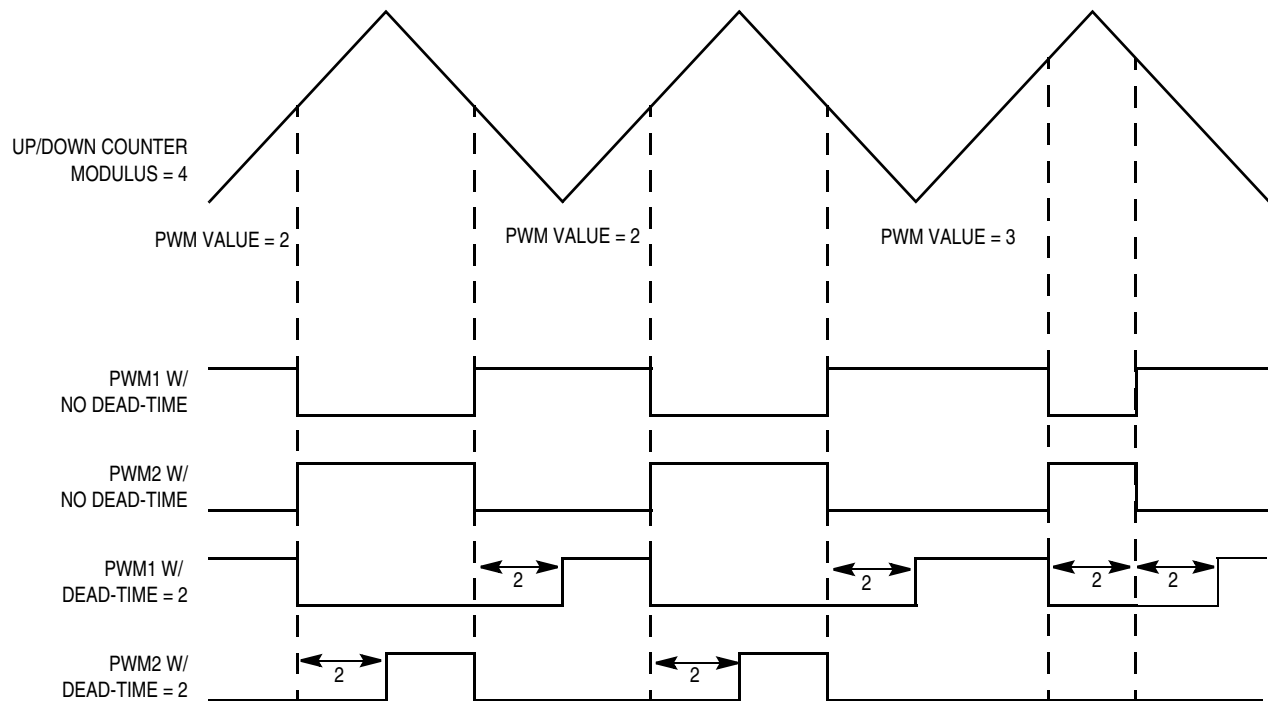 UP/DOWN COUNTER
MODULUS = 4
PWM VALUE = 2
PWM VALUE = 2
PWM VALUE = 3
PWM1 W/
NO DEAD-TIME
PWM2 W/
NO DEAD-TIME
PWM1 W/
DEAD-TIME = 2
2
2
2
2
PWM2 W/
DEAD-TIME = 2
2
2